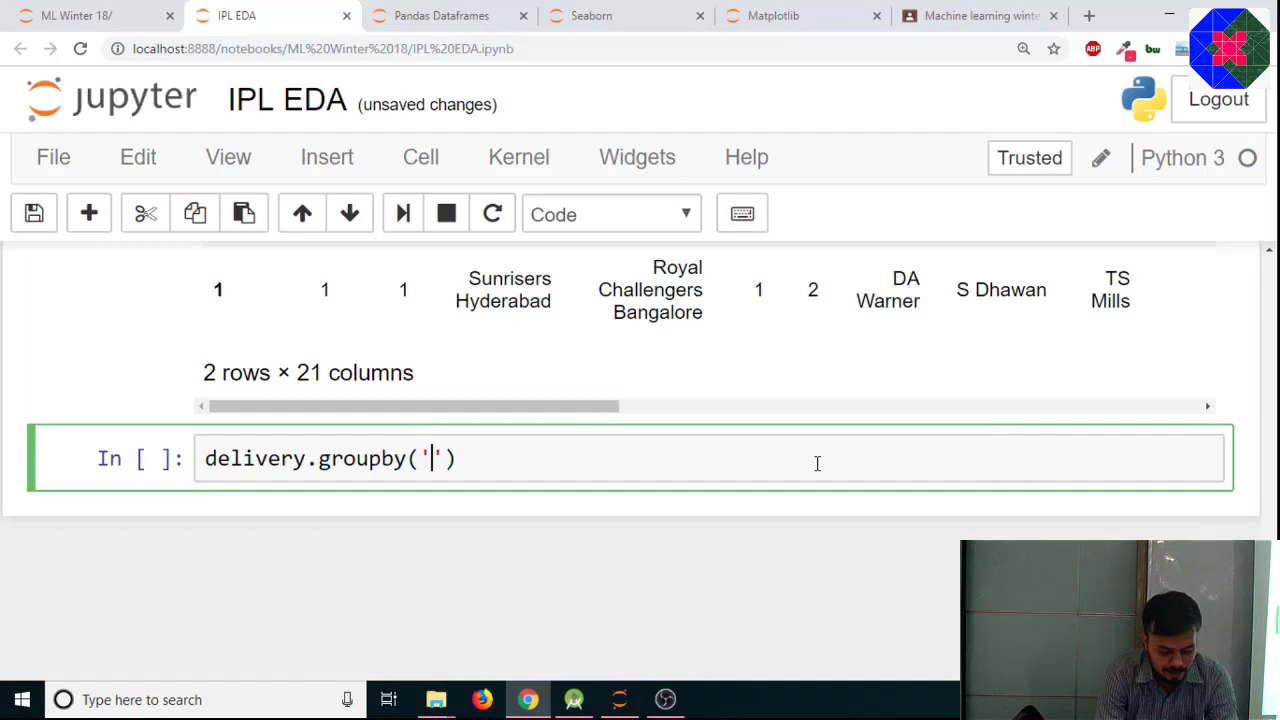 ML Winter 18/
IPL EDA
Pandas Dataframes
Seaborn
Matplotlib
Machine learning winte
localhost:8888/notebooks/ML%20Winter%2018/IPL%20EDA.ipynb
ABP
bw
jupyter
IPL EDA
(unsaved changes)
Logout
File
Edit
View
Insert
Cell
Kernel
Widgets
Help
Trusted
Python 3
Code
1
1
1
Sunrisers
Hyderabad
Royal
Challengers
Bangalore
1
2
DA
Warner
S Dhawan
TS
Mills
2 rows × 21 columns
In [ ]:
delivery.groupby('')
Type here to search